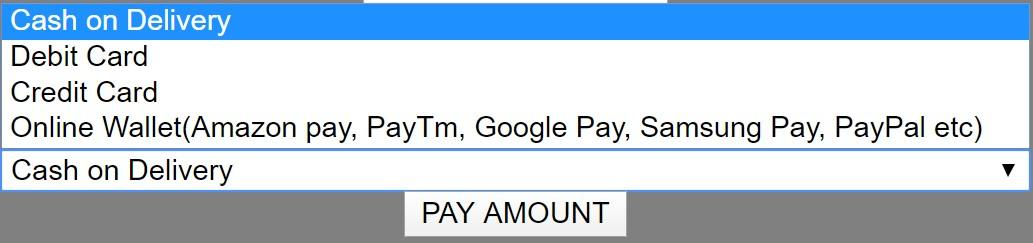 Cash on Delivery
Debit Card
Credit Card
Online Wallet(Amazon pay, PayTm, Google Pay, Samsung Pay, PayPal etc)
Cash on Delivery
PAY AMOUNT